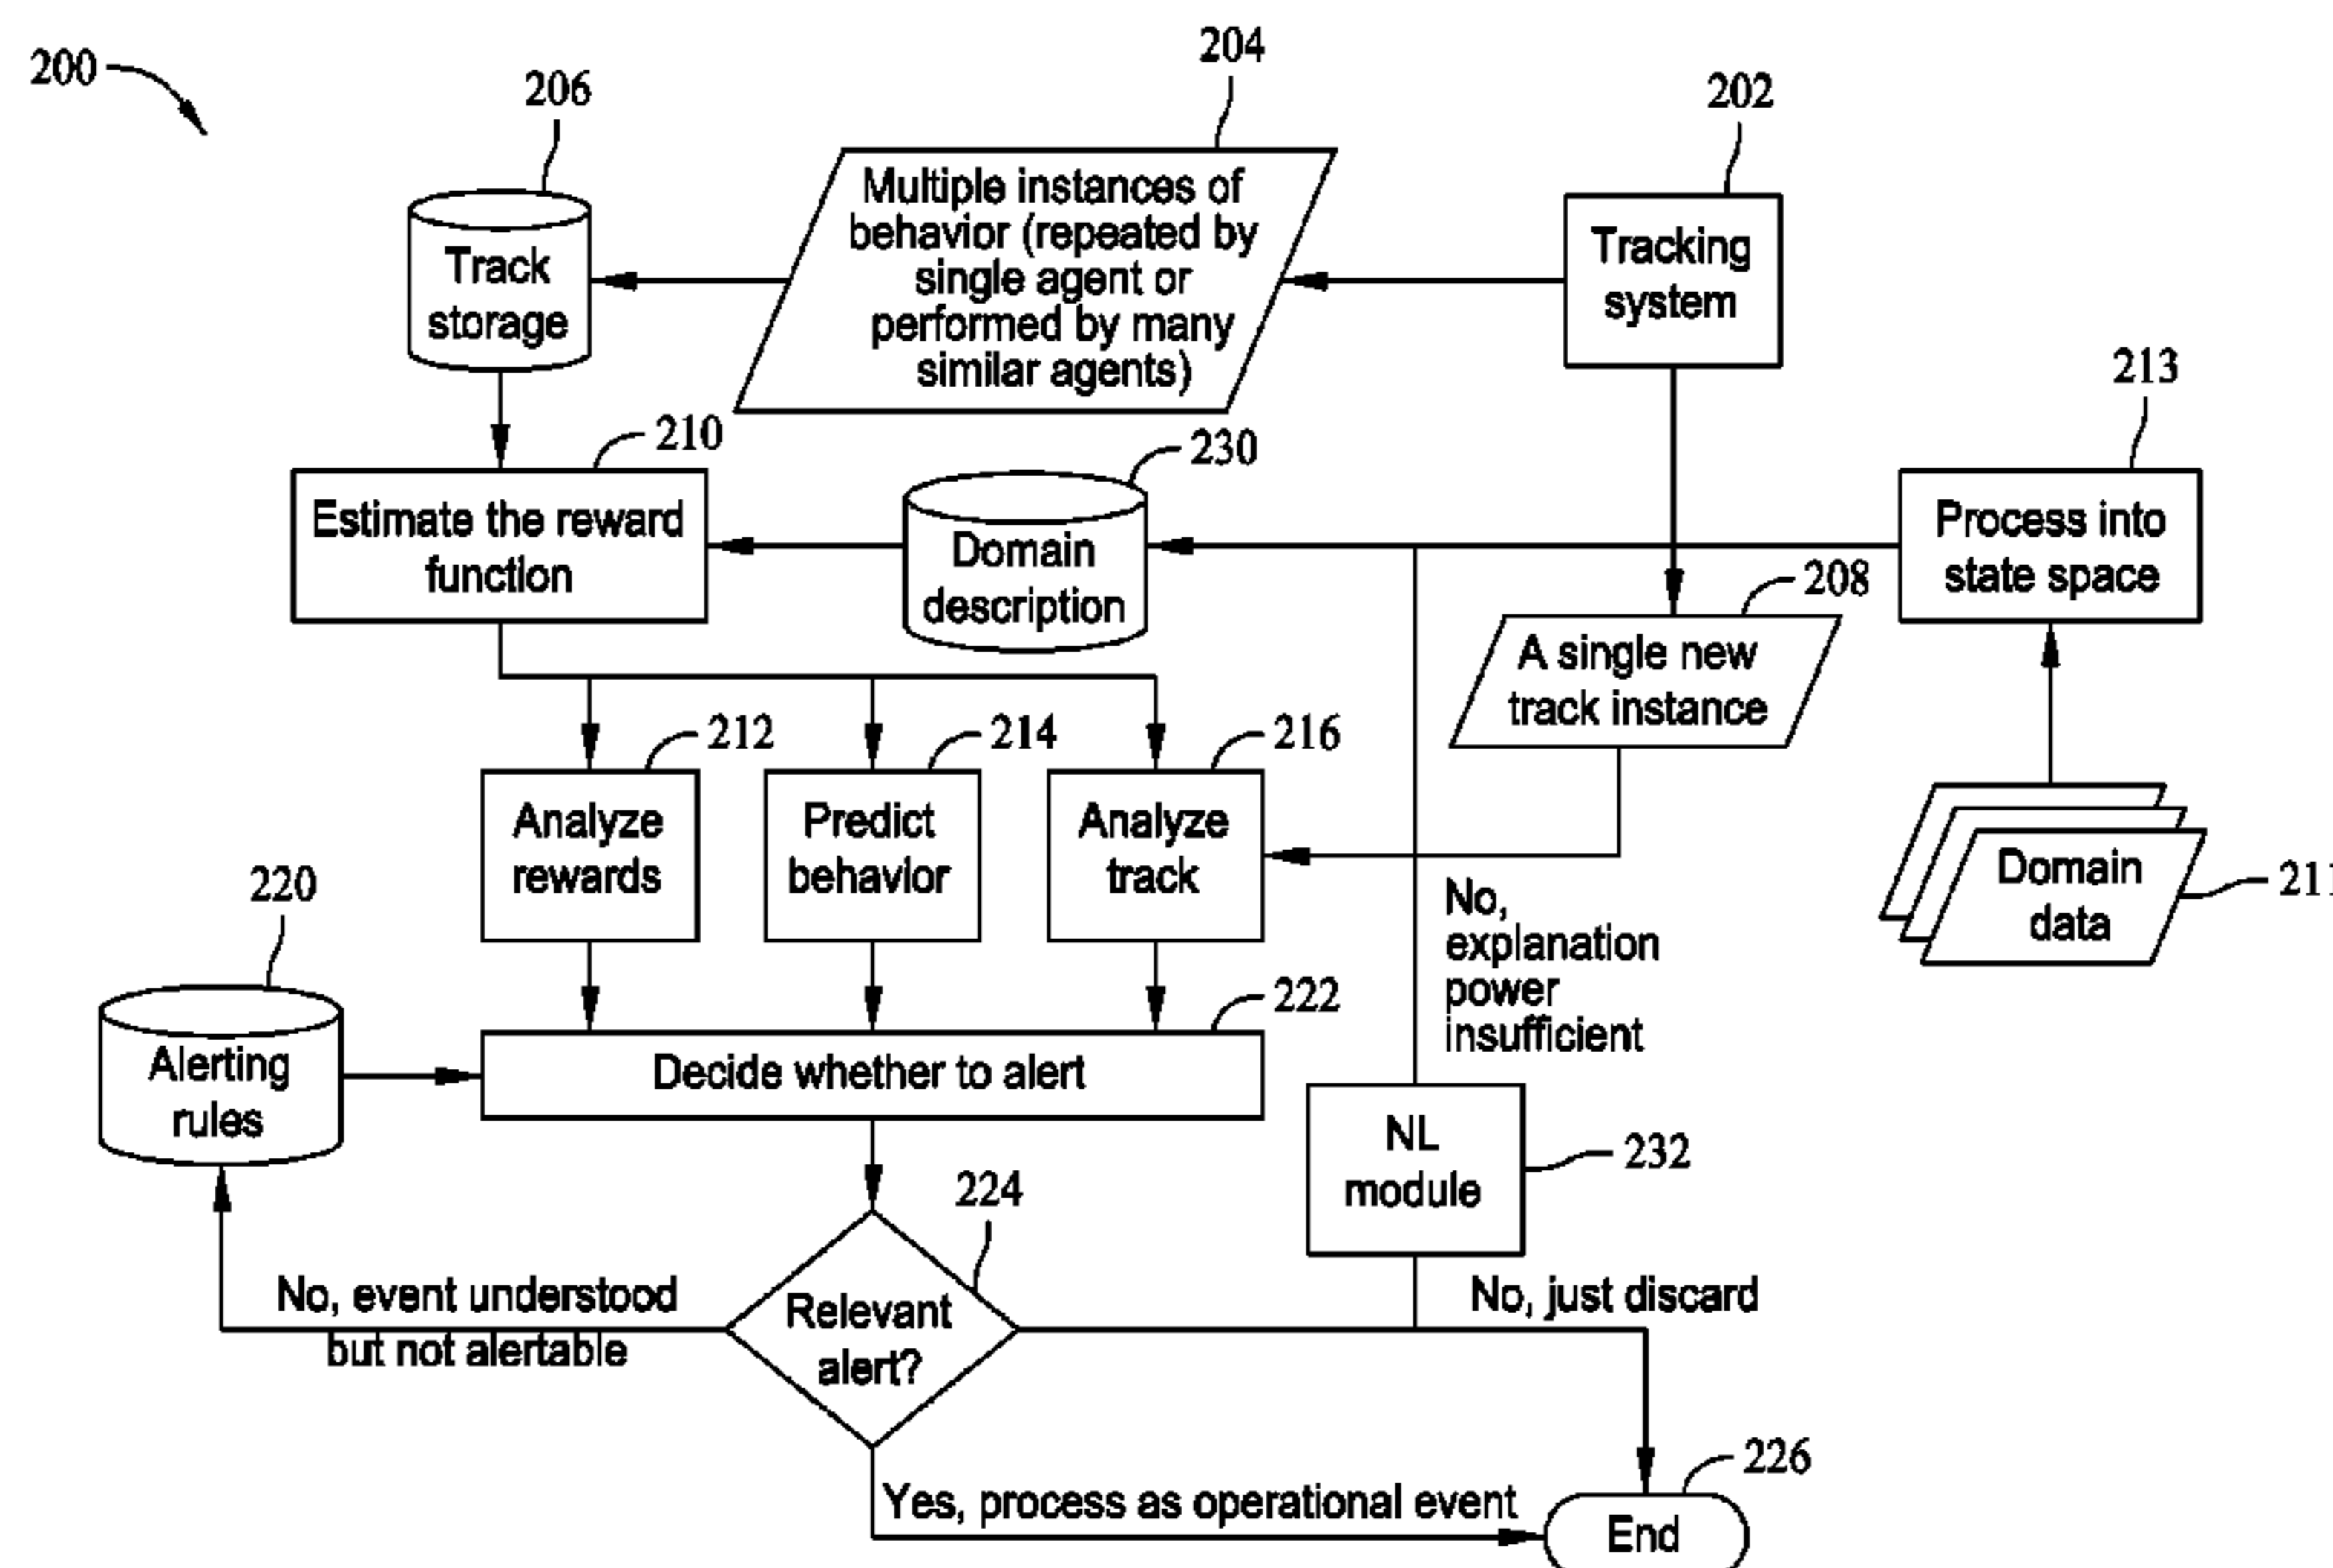 200
204
206
202
Multiple instances of
behavior (repeated by
single agent or
performed by many
similar agents)
Track
storage
Tracking
system
213
210
230
Estimate the reward
function
Domain
description
Process into
state space
208
A single new
track instance
212
214
216
Analyze
rewards
Predict
behavior
Analyze
track
Domain
data
211
220
No,
explanation
power
insufficient
222
Alerting
rules
Decide whether to alert
NL
module
232
224
No, event understood
but not alertable
Relevant
alert?
No, just discard
226
Yes, process as operational event
End